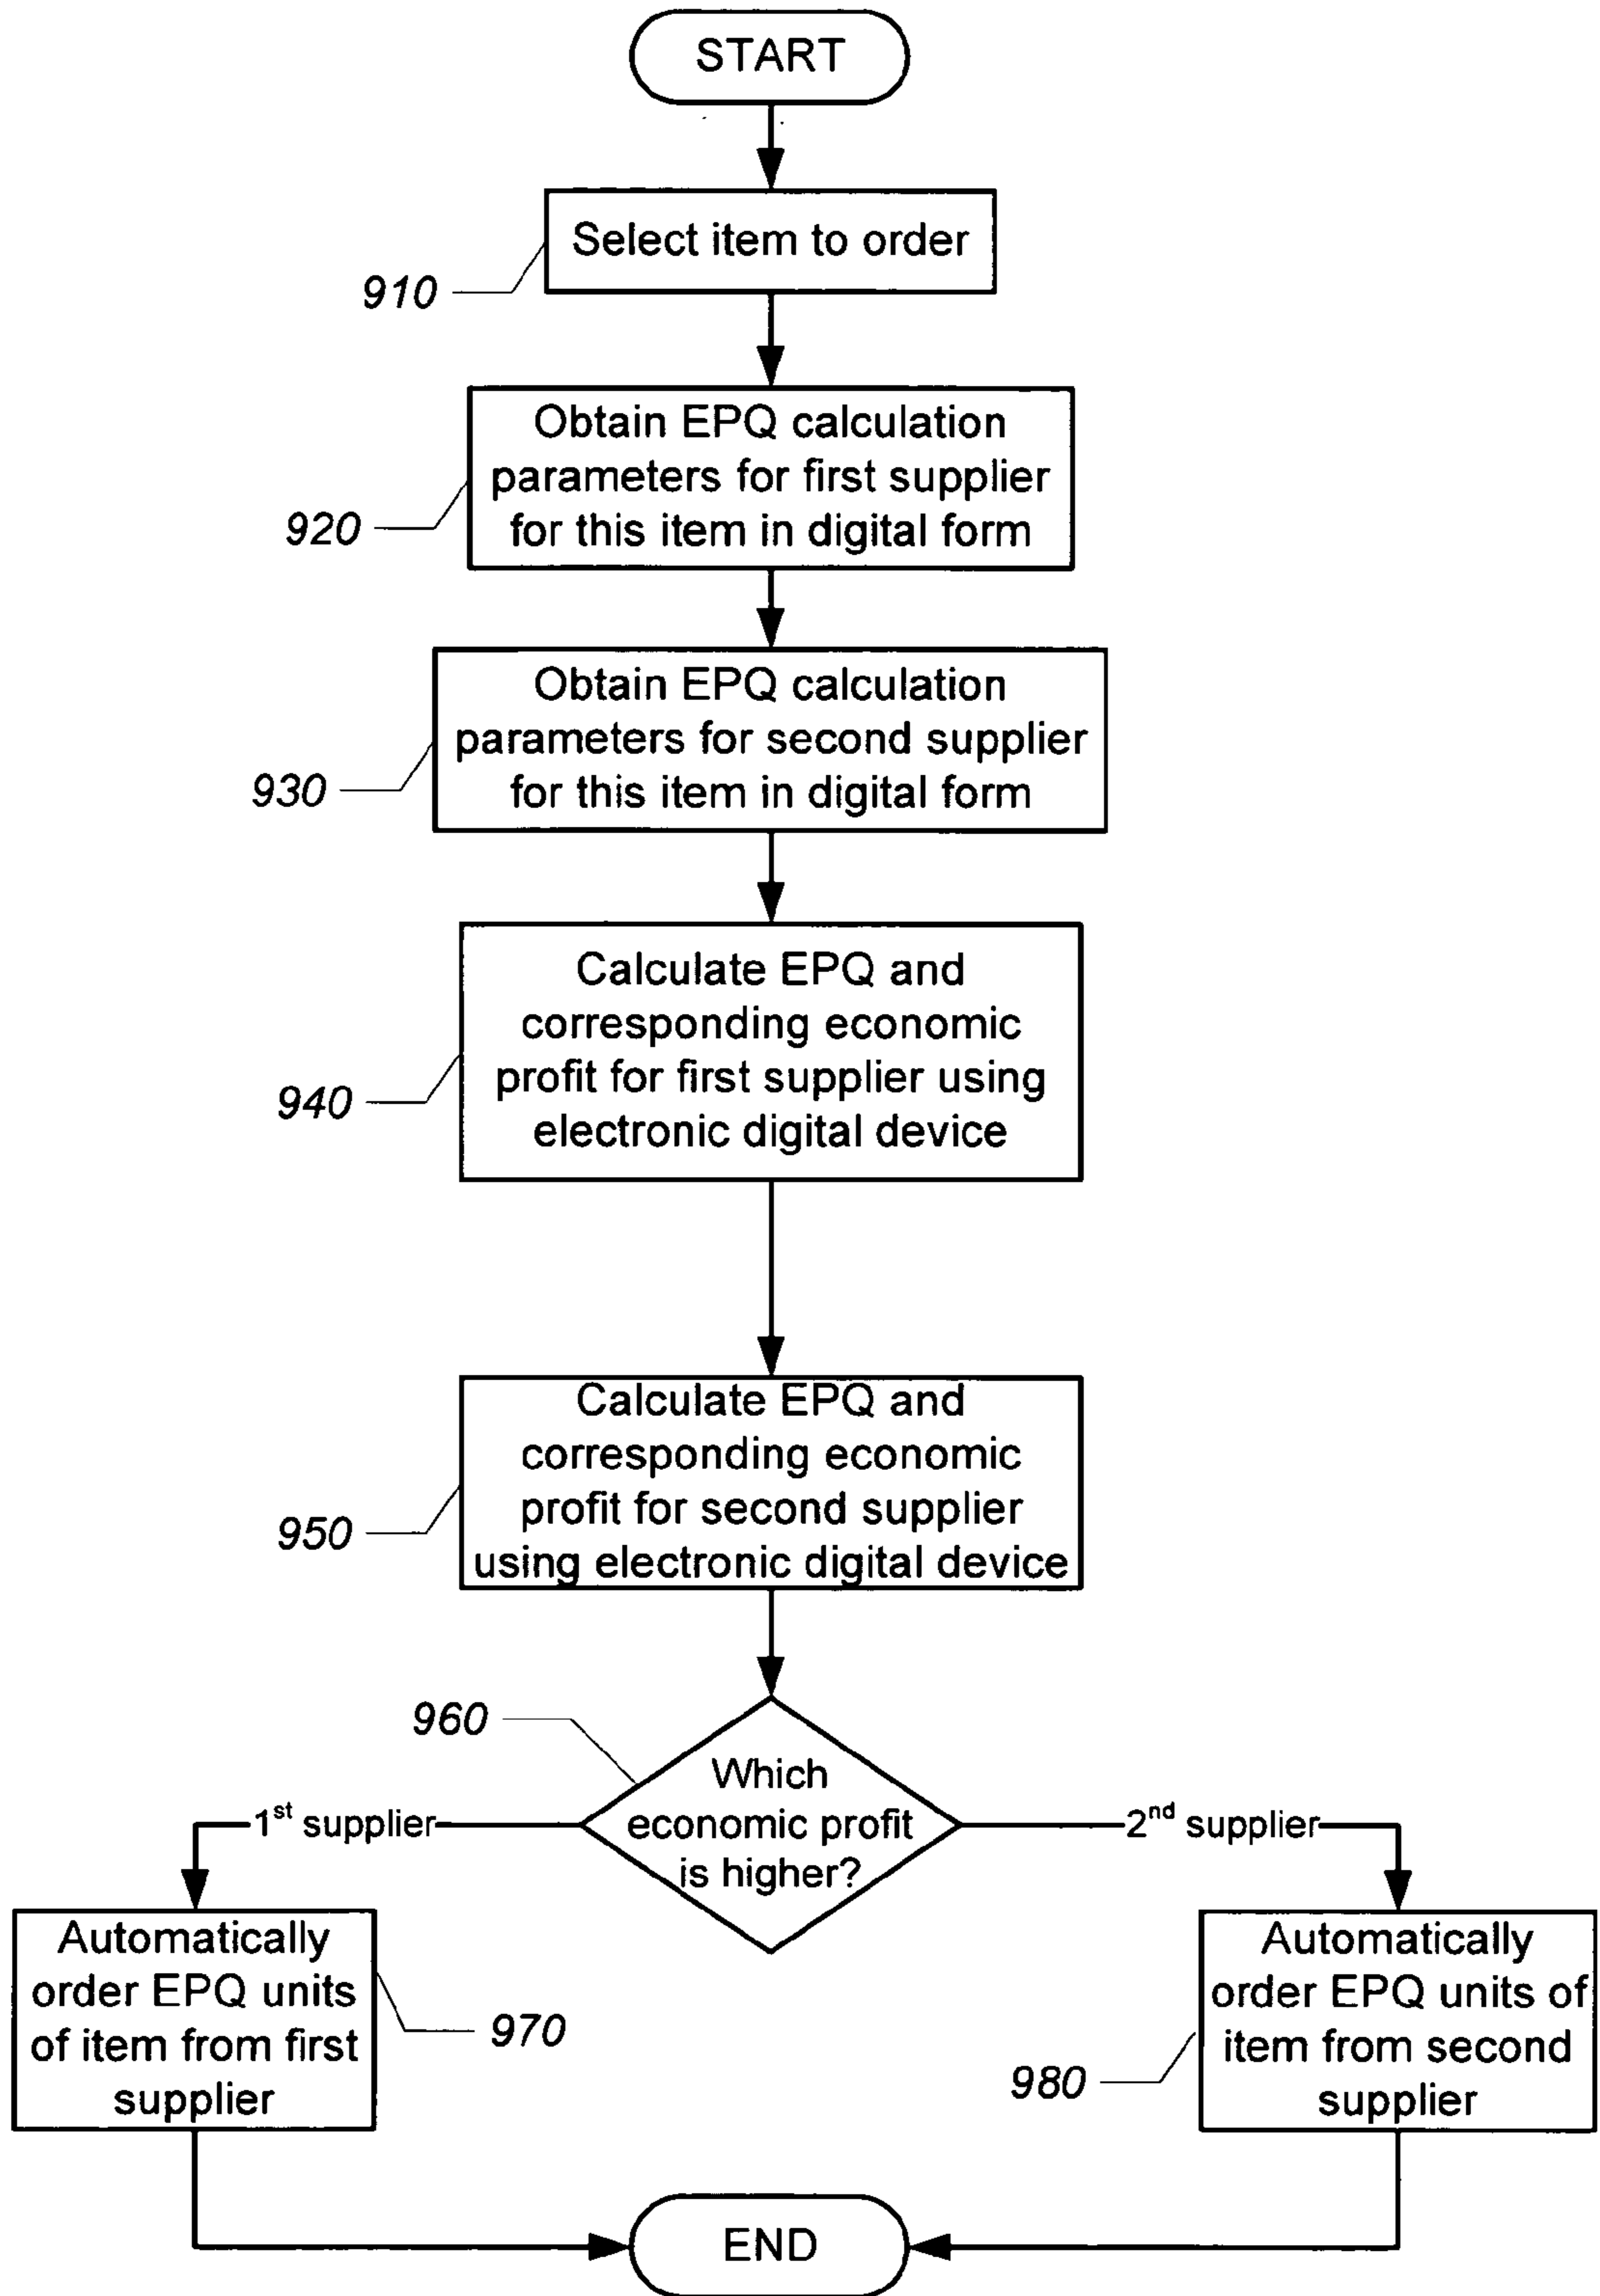 START
Select item to order
910
Obtain EPQ calculation
parameters for first supplier
for this item in digital form
920
Obtain EPQ calculation
parameters for second supplier
for this item in digital form
930
Calculate EPQ and
corresponding economic
profit for first supplier using
electronic digital device
940
Calculate EPQ and
corresponding economic
profit for second supplier
using electronic digital device
950
960
Which
economic profit
is higher?
1st supplier
2nd supplier
Automatically
order EPQ units
of item from first
supplier
970
Automatically
order EPQ units of
item from second
supplier
980
END